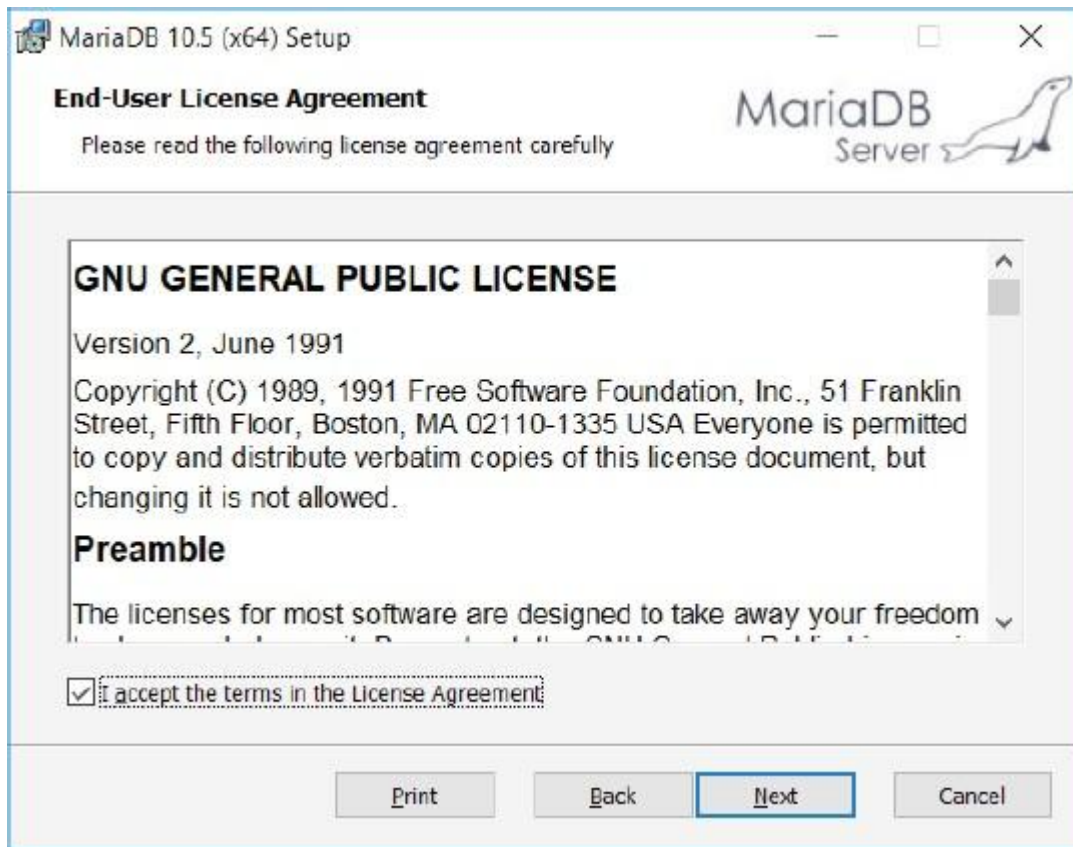 MariaDB 10.5 (x64) Setup
End-User License Agreement
Please read the following license agreement carefully
MariaDB
Server
GNU GENERAL PUBLIC LICENSE
Version 2, June 1991
Copyright (C) 1989, 1991 Free Software Foundation, Inc., 51 Franklin
Street, Fifth Floor, Boston, MA 02110-1335 USA Everyone is permitted
to copy and distribute verbatim copies of this license document, but
changing it is not allowed.
Preamble
The licenses for most software are designed to take away your freedom
I accept the terms in the License Agreement
Print Back Next Cancel